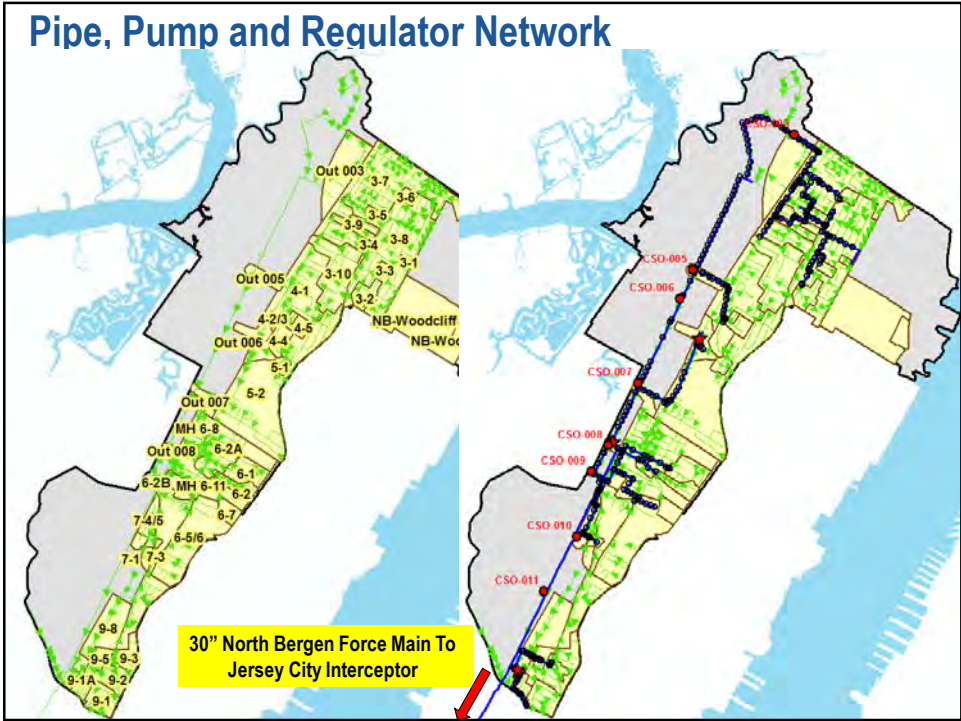 Pipe, Pump and Regulator Network
Out 003
3-7
3-6
3-5
3-9
3-4
3-8
3-1
3-10
3-3
Out 005
4-1
3-2
4-2/3
4-5
NB-Woodcliff
Out 006
4-4
NB-Woo
5-1
5-2
Out 007
MH 6-8
Out 008
6-2A
6-1
6-2B
MH 6-11
6-2
6-7
7-4/5
6-5/6
7-1
7-3
9-8
9-5
9-3
9-1A
9-2
9-1
CSO-005
CSO-006
CSO-007
CSO-008
CSO-009
CSO-010
CSO-011
30” North Bergen Force Main To
Jersey City Interceptor